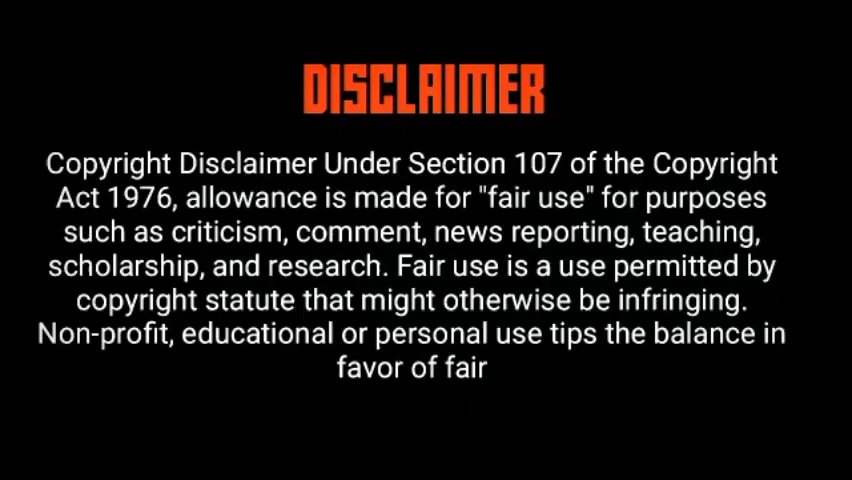 DISCLAIMER
Copyright Disclaimer Under Section 107 of the Copyright
Act 1976, allowance is made for "fair use" for purposes
such as criticism, comment, news reporting, teaching,
scholarship, and research. Fair use is a use permitted by
copyright statute that might otherwise be infringing.
Non-profit, educational or personal use tips the balance in
favor of fair